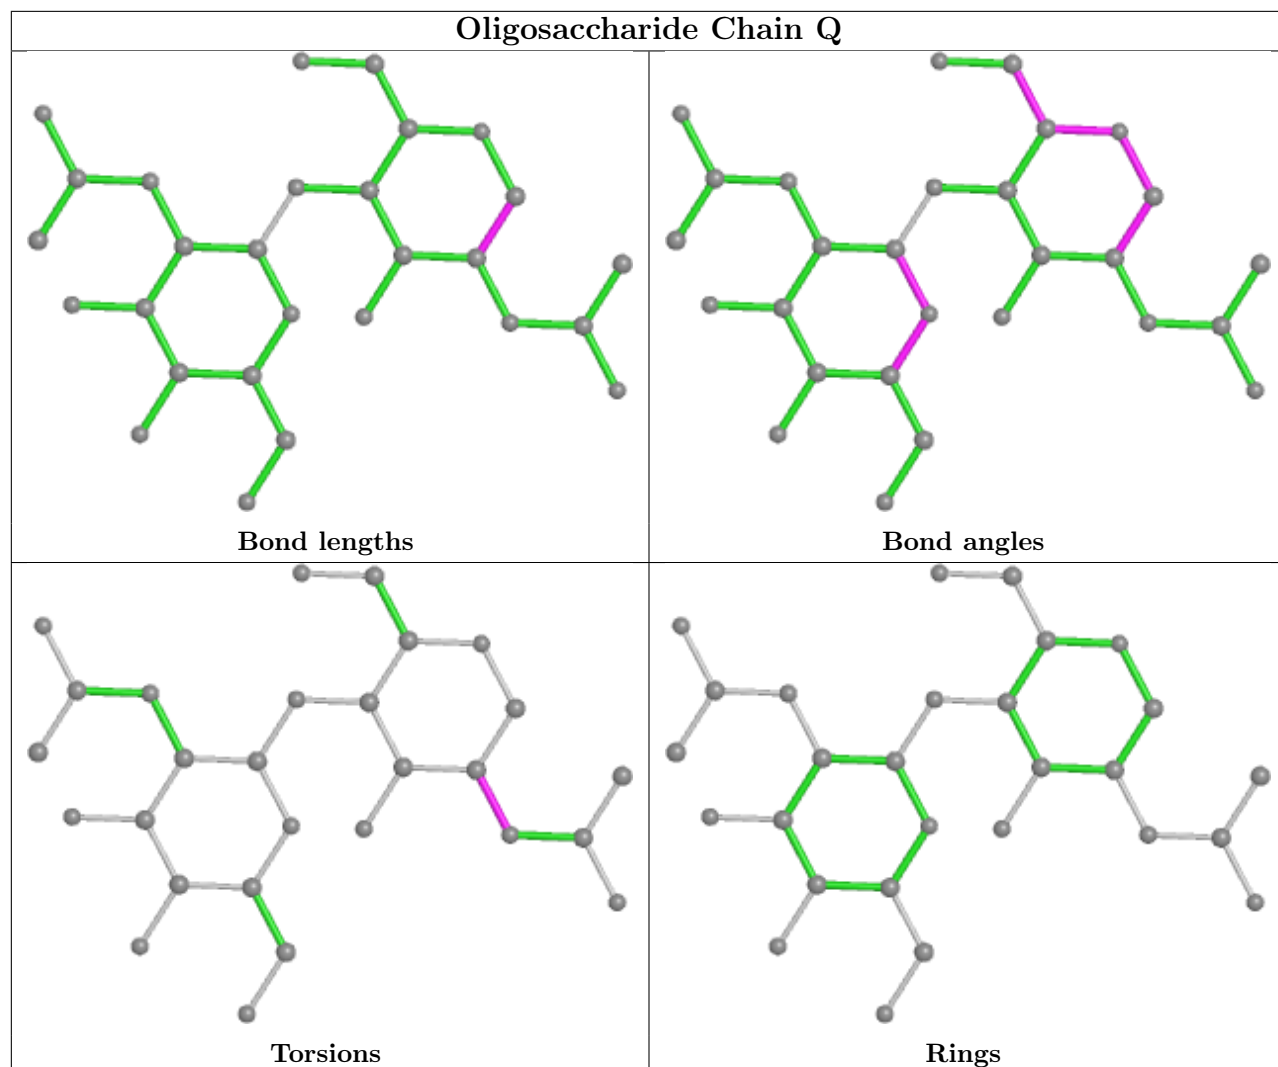 Oligosaccharide Chain Q
Bond lengths
Bond angles
Torsions
Rings